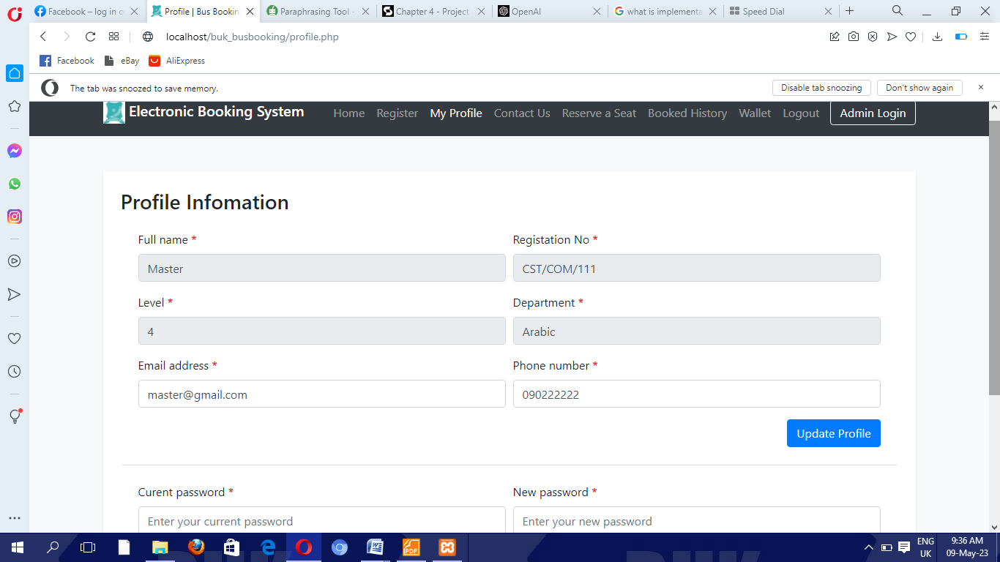 Facebook – log in o
Profile | Bus Bookin
Paraphrasing Tool -
Chapter 4 - Project
OpenAI
what is implementa
Speed Dial
localhost/buk_busbooking/profile.php
Facebook
eBay
AliExpress
The tab was snoozed to save memory.
Disable tab snoozing
Don't show again
Electronic Booking System
Home
Register
My Profile
Contact Us
Reserve a Seat
Booked History
Wallet
Logout
Admin Login
Profile Infomation
Full name *
Registation No *
Master
CST/COM/111
Level *
Department *
4
Arabic
Email address *
Phone number *
master@gmail.com
090222222
Update Profile
Curent password *
New password *
Enter your current password
Enter your new password
ENG
UK
9:36 AM
09-May-23